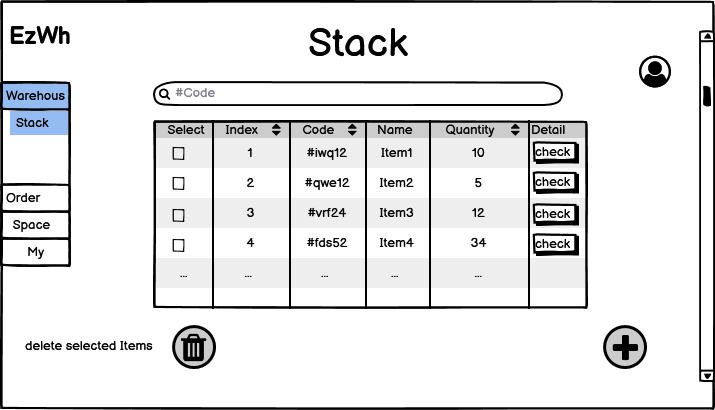 EzWh
Stack
#Code
Warehous
Stack
Order
Space
My
Select Index Code Name Quantity Detail
1 #iwq12 Item1 10 check
2 #qwe12 Item2 5 check
3 #vrf24 Item3 12 check
4 #fds52 Item4 34 check
... ... ... ... ...
delete selected Items